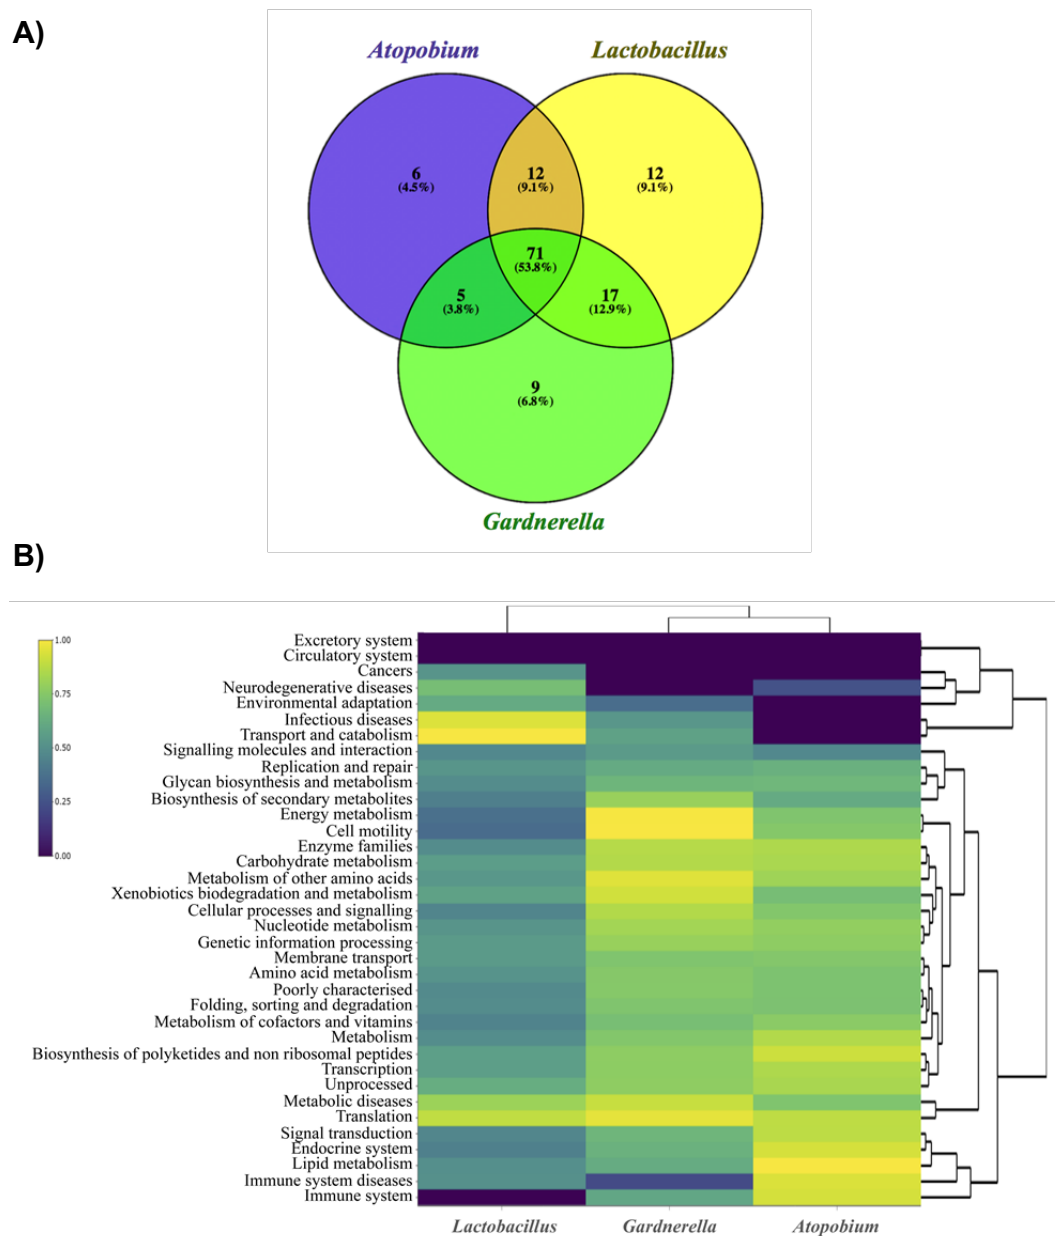 A)
Atopobium
Lactobacillus
6
(4.5%)
12
(9.1%)
12
(9.1%)
71
(53.8%)
5
(3.8%)
17
(12.9%)
9
(6.8%)
Gardnerella
B)
1.00
0.75
0.50
0.25
0.00
Excretory system
Circulatory system
Cancers
Neurodegenerative diseases
Environmental adaptation
Infectious diseases
Transport and catabolism
Signalling molecules and interaction
Replication and repair
Glycan biosynthesis and metabolism
Biosynthesis of secondary metabolites
Energy metabolism
Cell motility
Enzyme families
Carbohydrate metabolism
Metabolism of other amino acids
Xenobiotics biodegradation and metabolism
Cellular processes and signalling
Nucleotide metabolism
Genetic information processing
Membrane transport
Amino acid metabolism
Poorly characterised
Folding, sorting and degradation
Metabolism of cofactors and vitamins
Metabolism
Biosynthesis of polyketides and non ribosomal peptides
Transcription
Unprocessed
Metabolic diseases
Translation
Signal transduction
Endocrine system
Lipid metabolism
Immune system diseases
Immune system
Lactobacillus
Gardnerella
Atopobium